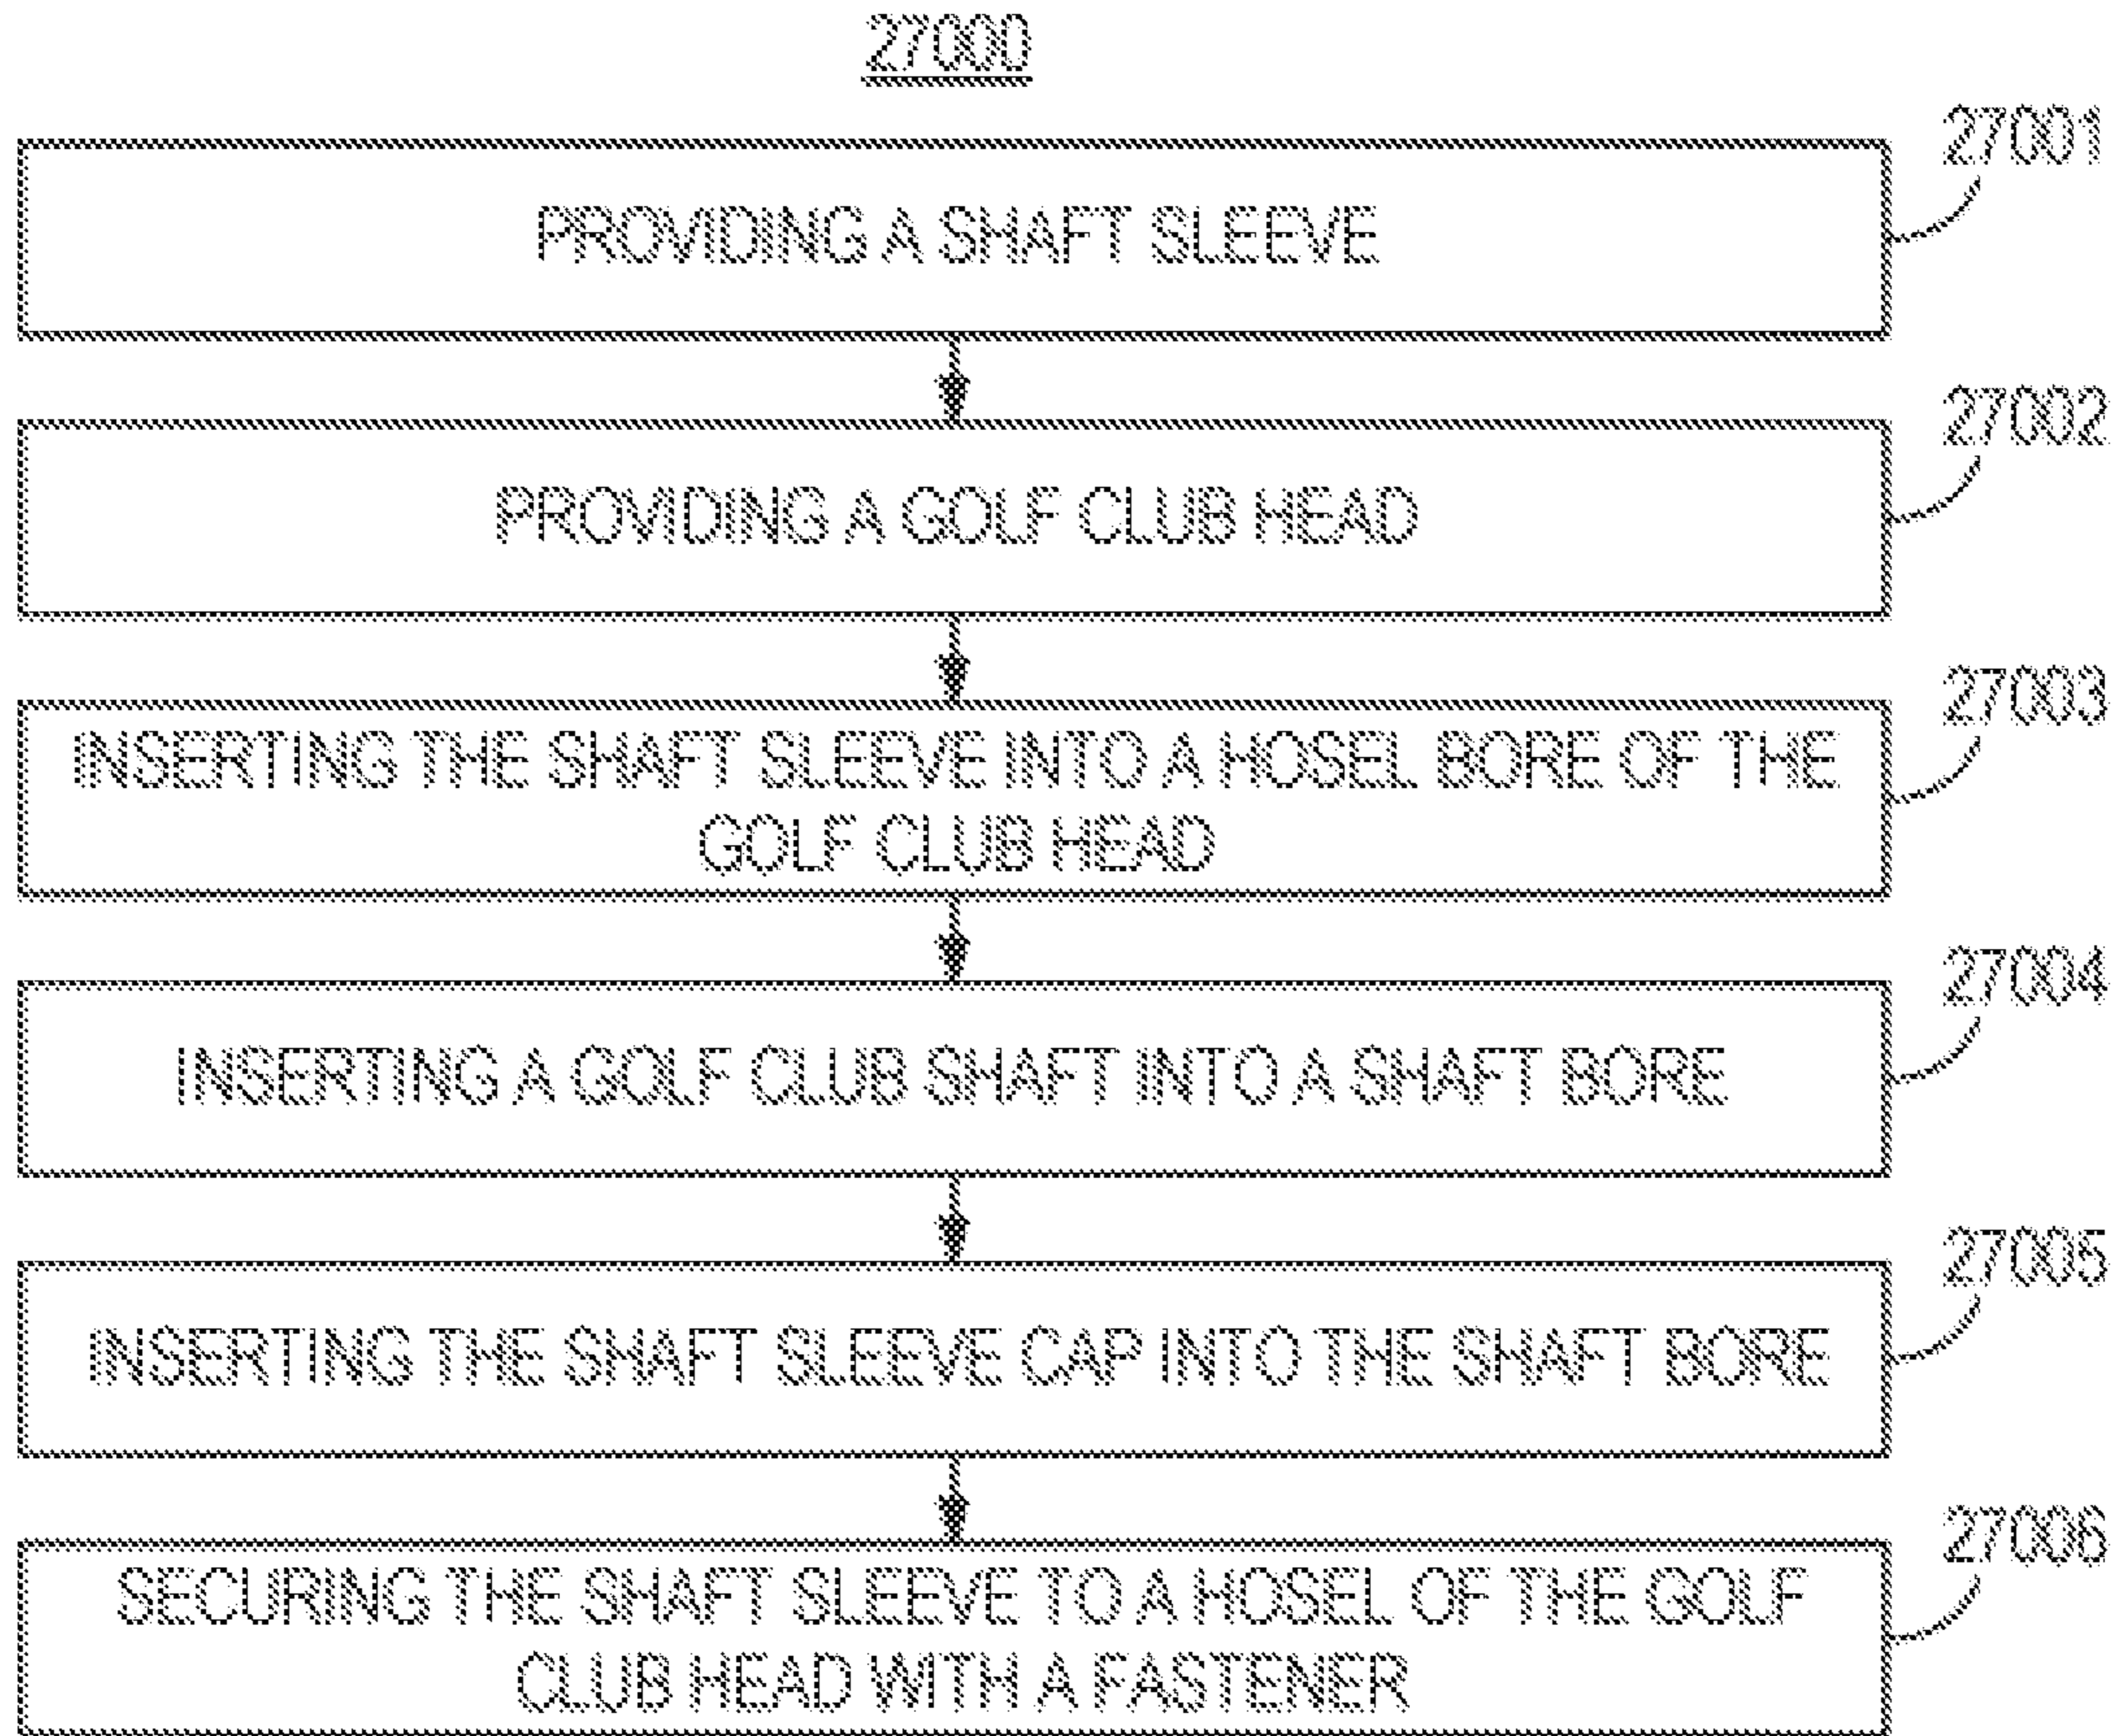 27000
27001
PROVIDING A SHAFT SLEEVE
27002
PROVIDING A GOLF CLUB HEAD
27003
INSERTING THE SHAFT SLEEVE INTO A HOSEL BORE OF THE
GOLF CLUB HEAD
27004
INSERTING A GOLF CLUB SHAFT INTO A SHAFT BORE
27005
INSERTING THE SHAFT SLEEVE CAP INTO THE SHAFT BORE
27006
SECURING THE SHAFT SLEEVE TO A HOSEL OF THE GOLF
CLUB HEAD WITH A FASTENER